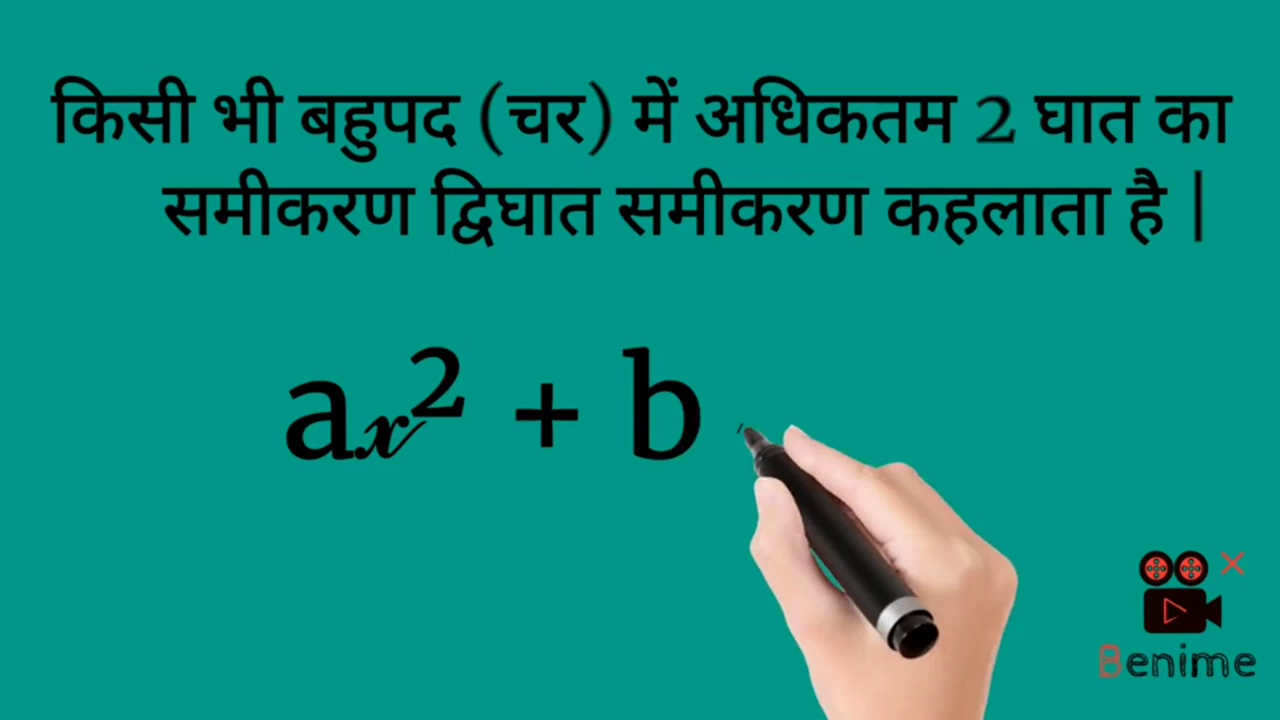 किसी भी बहुपद (चर) में अधिकतम 2 घात का
समीकरण द्विघात समीकरण कहलाता है |
ax² + b
Benime